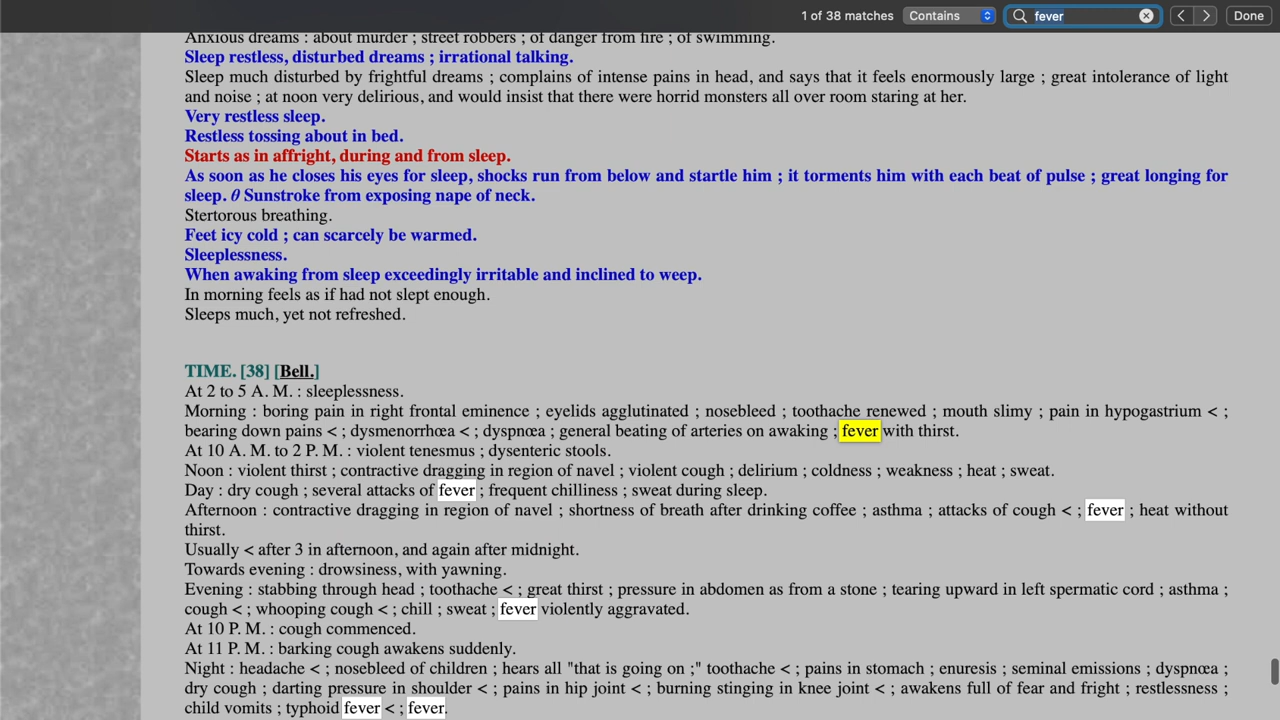 1 of 38 matches Contains fever Done
Anxious dreams : about murder ; street robbers ; of danger from fire ; of swimming.
Sleep restless, disturbed dreams ; irrational talking.
Sleep much disturbed by frightful dreams ; complains of intense pains in head, and says that it feels enormously large ; great intolerance of light
and noise ; at noon very delirious, and would insist that there were horrid monsters all over room staring at her.
Very restless sleep.
Restless tossing about in bed.
Starts as in affright, during and from sleep.
As soon as he closes his eyes for sleep, shocks run from below and startle him ; it torments him with each beat of pulse ; great longing for
sleep. θ Sunstroke from exposing nape of neck.
Stertorous breathing.
Feet icy cold ; can scarcely be warmed.
Sleeplessness.
When awaking from sleep exceedingly irritable and inclined to weep.
In morning feels as if had not slept enough.
Sleeps much, yet not refreshed.
TIME. [38] [Bell.]
At 2 to 5 A. M. : sleeplessness.
Morning : boring pain in right frontal eminence ; eyelids agglutinated ; nosebleed ; toothache renewed ; mouth slimy ; pain in hypogastrium < ;
bearing down pains < ; dysmenorrhœa < ; dyspnœa ; general beating of arteries on awaking ; fever with thirst.
At 10 A. M. to 2 P. M. : violent tenesmus ; dysenteric stools.
Noon : violent thirst ; contractive dragging in region of navel ; violent cough ; delirium ; coldness ; weakness ; heat ; sweat.
Day : dry cough ; several attacks of fever ; frequent chilliness ; sweat during sleep.
Afternoon : contractive dragging in region of navel ; shortness of breath after drinking coffee ; asthma ; attacks of cough < ; fever ; heat without
thirst.
Usually < after 3 in afternoon, and again after midnight.
Towards evening : drowsiness, with yawning.
Evening : stabbing through head ; toothache < ; great thirst ; pressure in abdomen as from a stone ; tearing upward in left spermatic cord ; asthma ;
cough < ; whooping cough < ; chill ; sweat ; fever violently aggravated.
At 10 P. M. : cough commenced.
At 11 P. M. : barking cough awakens suddenly.
Night : headache < ; nosebleed of children ; hears all "that is going on ;" toothache < ; pains in stomach ; enuresis ; seminal emissions ; dyspnœa ;
dry cough ; darting pressure in shoulder < ; pains in hip joint < ; burning stinging in knee joint < ; awakens full of fear and fright ; restlessness ;
child vomits ; typhoid fever < ; fever.